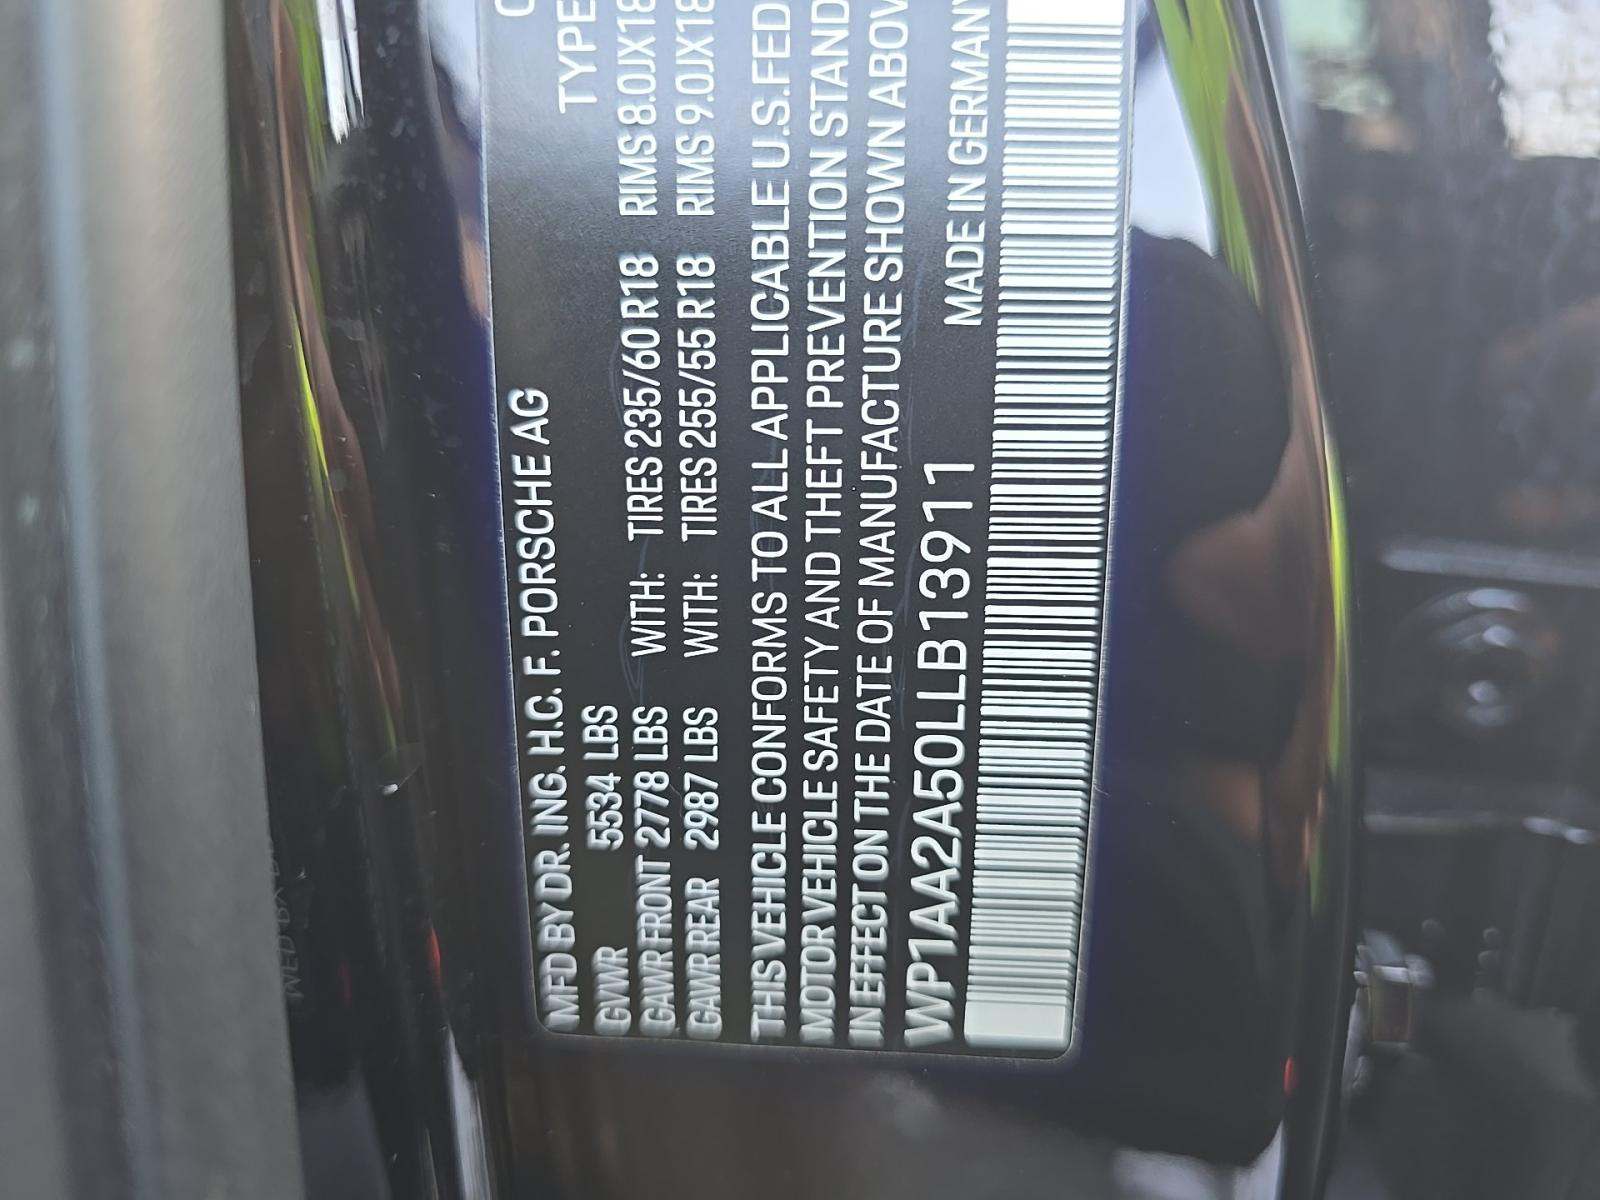 MFD BY DR. ING. H.C. F. PORSCHE AG
TYPE
GVWR 5534 LBS
GAWR FRONT 2778 LBS WITH: TIRES 235/60 R18 RIMS 8.0JX18
GAWR REAR 2987 LBS WITH: TIRES 255/55 R18 RIMS 9.0JX18
THIS VEHICLE CONFORMS TO ALL APPLICABLE U.S. FED
MOTOR VEHICLE SAFETY AND THEFT PREVENTION STAND
IN EFFECT ON THE DATE OF MANUFACTURE SHOWN ABOV
MADE IN GERMANY
WP1AA2A50LLB13911